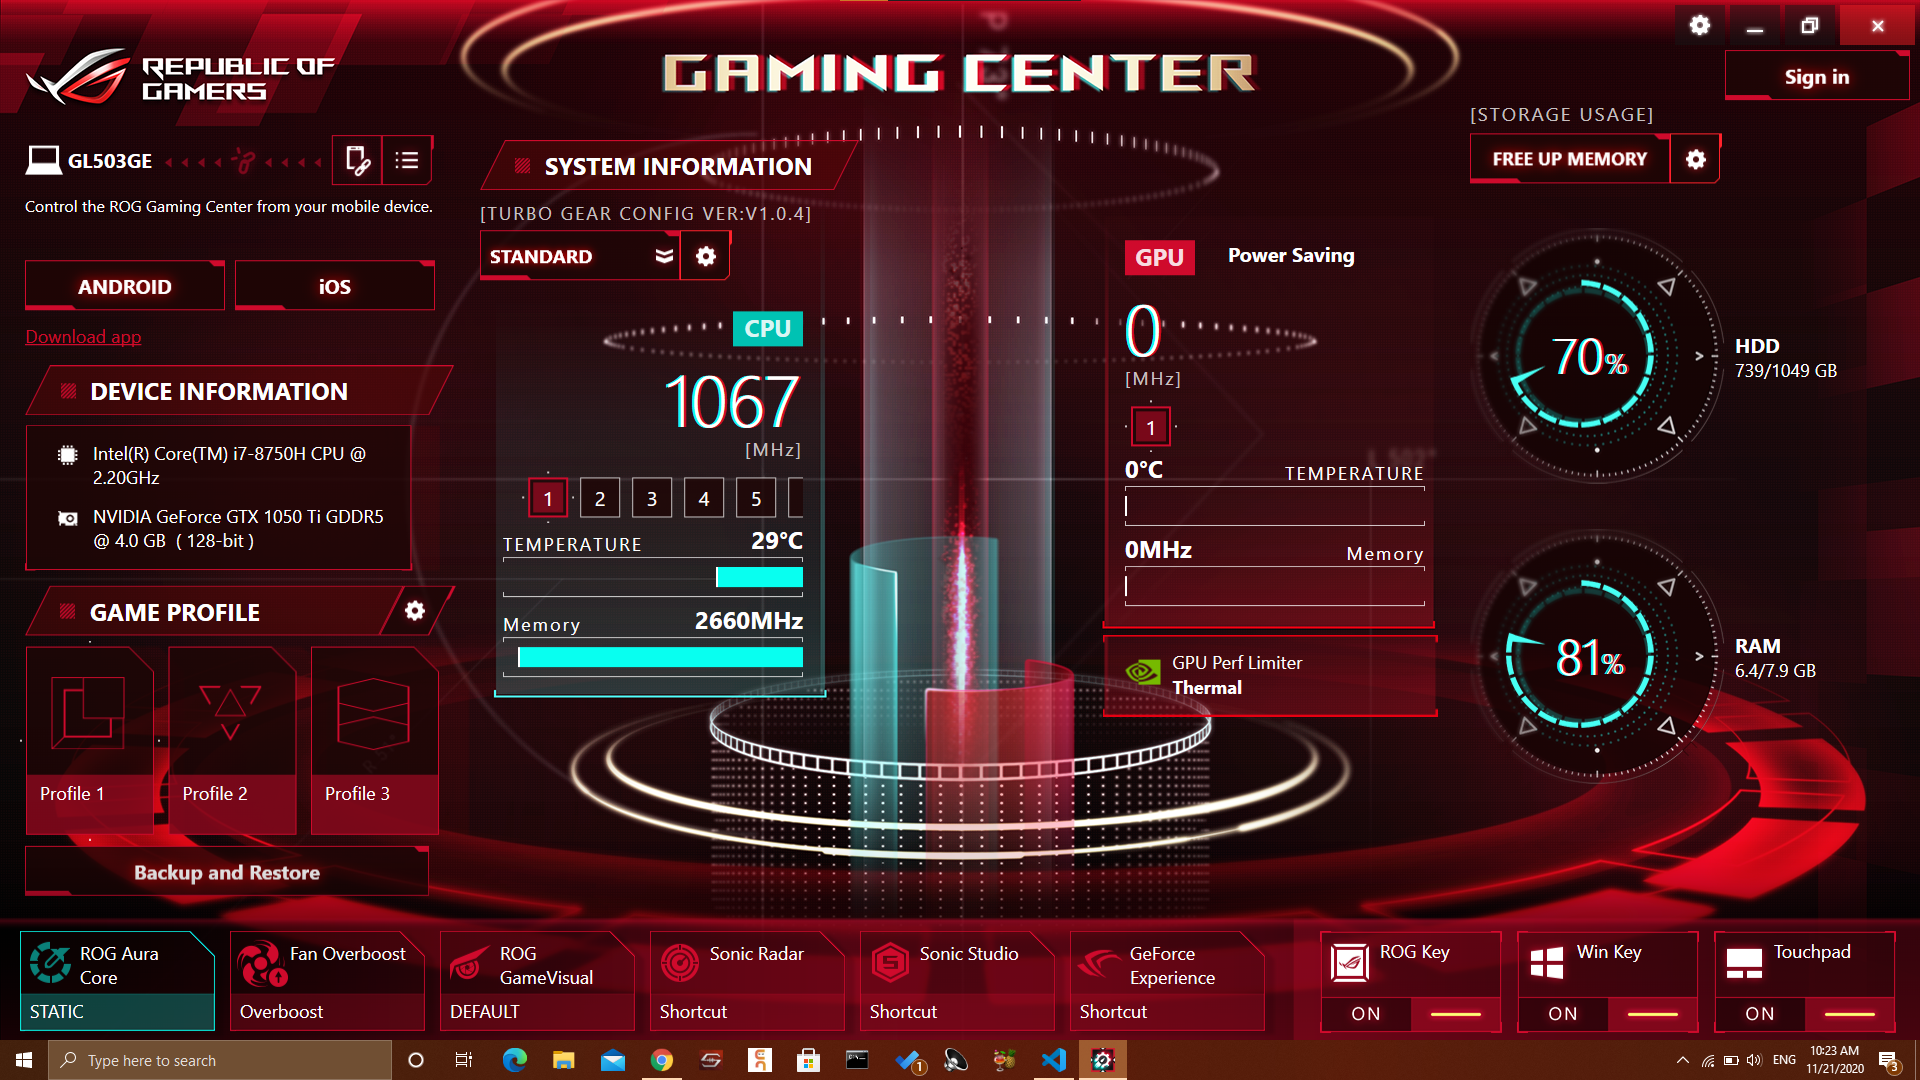 REPUBLIC OF
GAMERS
GAMING CENTER
Sign in
GL503GE
Control the ROG Gaming Center from your mobile device.
ANDROID
iOS
Download app
DEVICE INFORMATION
Intel(R) Core(TM) i7-8750H CPU @
2.20GHz
NVIDIA GeForce GTX 1050 Ti GDDR5
@ 4.0 GB ( 128-bit )
GAME PROFILE
Profile 1
Profile 2
Profile 3
Backup and Restore
SYSTEM INFORMATION
[TURBO GEAR CONFIG VER:V1.0.4]
STANDARD
CPU
1067
[MHz]
1 2 3 4 5
TEMPERATURE 29°C
Memory 2660MHz
GPU Power Saving
0
[MHz]
1
0°C TEMPERATURE
0MHz Memory
GPU Perf Limiter
Thermal
[STORAGE USAGE]
FREE UP MEMORY
70%
HDD
739/1049 GB
81%
RAM
6.4/7.9 GB
ROG Aura
Core
STATIC
Fan Overboost
Overboost
ROG
GameVisual
DEFAULT
Sonic Radar
Shortcut
Sonic Studio
Shortcut
GeForce
Experience
Shortcut
ROG Key
ON
Win Key
ON
Touchpad
ON
Type here to search
1
ENG
10:23 AM
11/21/2020
3